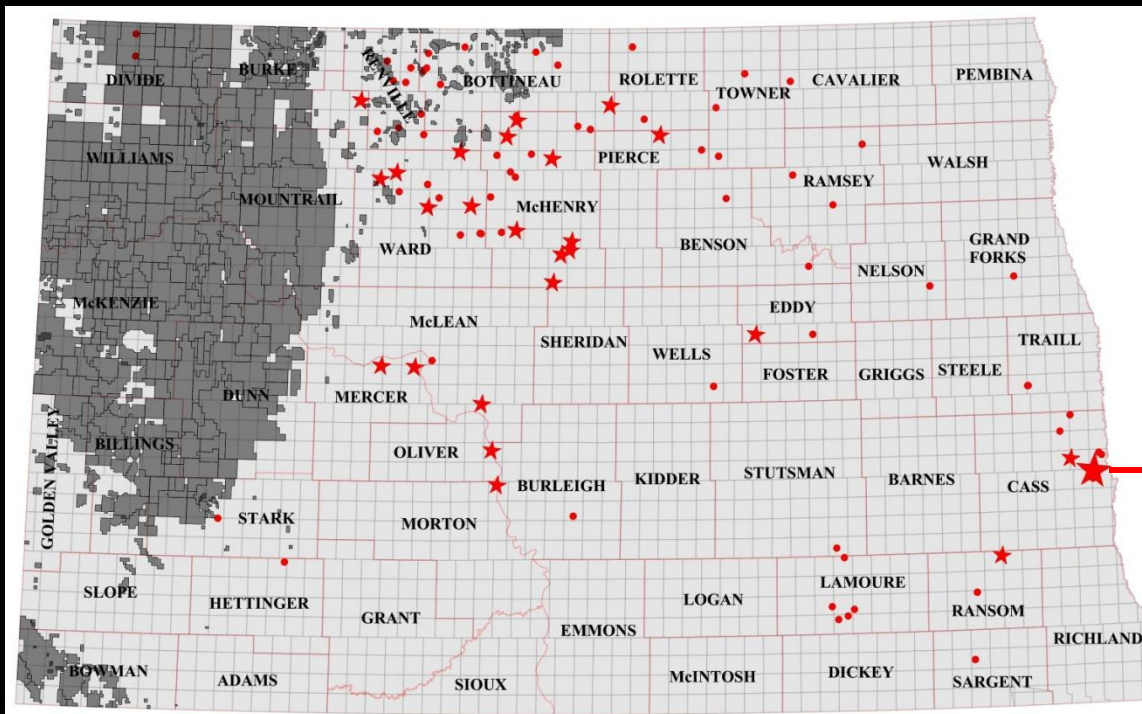 DIVIDE
BURKE
RENVILLE
BOTTINEAU
ROLETTE
TOWNER
CAVALIER
PEMBINA
WILLIAMS
MOUNTRAIL
WARD
McHENRY
PIERCE
BENSON
RAMSEY
WALSH
NELSON
GRAND
FORKS
McKENZIE
McLEAN
SHERIDAN
WELLS
EDDY
FOSTER
GRIGGS
STEELE
TRAILL
DUNN
MERCER
OLIVER
GOLDEN VALLEY
BILLINGS
STARK
MORTON
BURLEIGH
KIDDER
STUTSMAN
BARNES
CASS
SLOPE
HETTINGER
GRANT
EMMONS
LOGAN
LAMOURE
RANSOM
RICHLAND
BOWMAN
ADAMS
SIOUX
McINTOSH
DICKEY
SARGENT